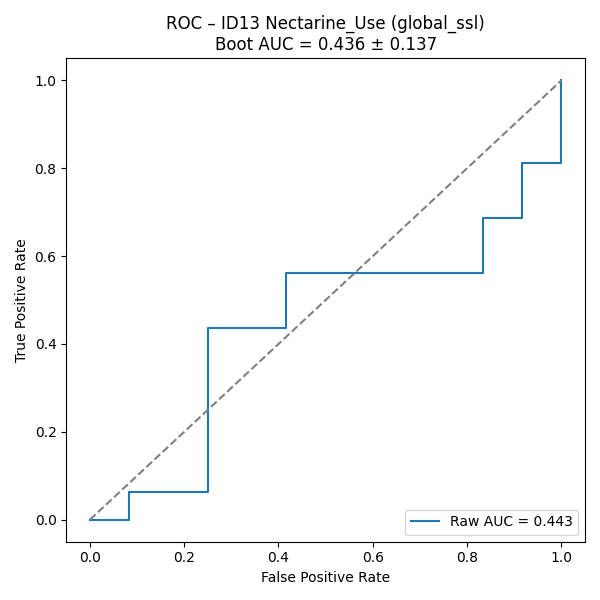 ROC – ID13 Nectarine_Use (global_ssl)
Boot AUC = 0.436 ± 0.137
True Positive Rate
1.0
0.8
0.6
0.4
0.2
0.0
Raw AUC = 0.443
0.0 0.2 0.4 0.6 0.8 1.0
False Positive Rate